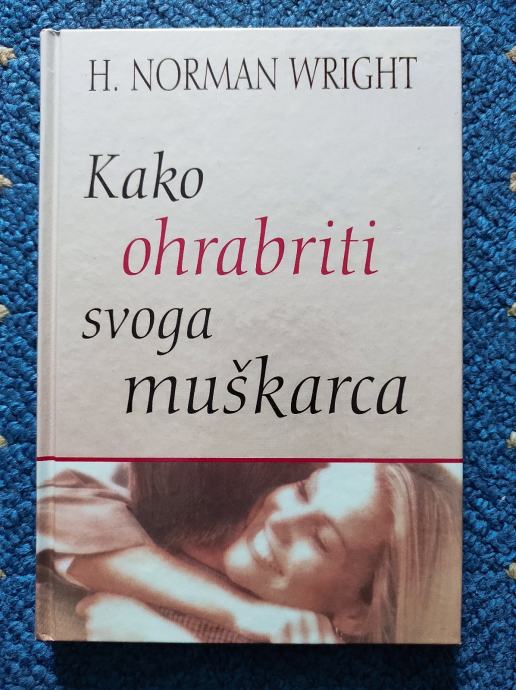 H. NORMAN WRIGHT
Kako
ohrabriti
svoga
muškarca